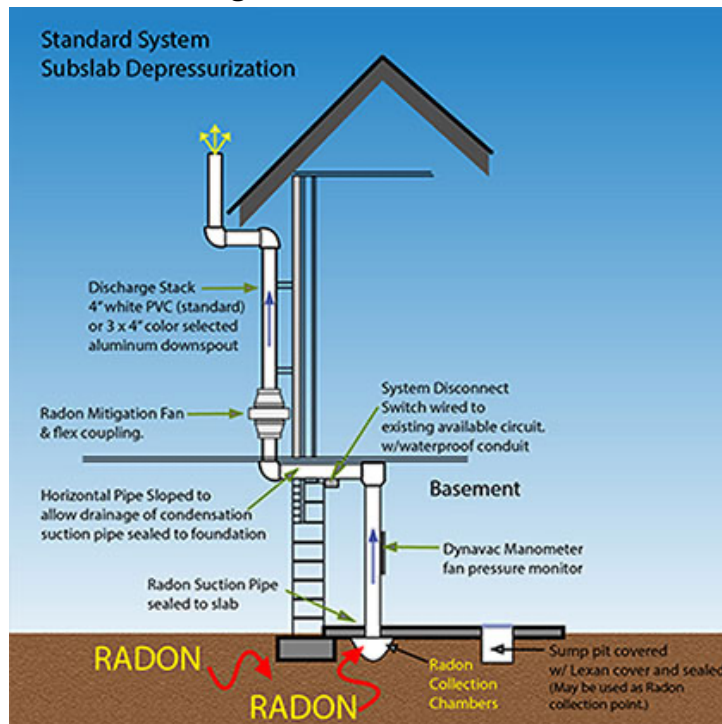 Standard System
Subslab Depressurization
Discharge Stack
4" white PVC (standard)
or 3 x 4" color selected
aluminum downspout
System Disconnect
Switch wired to
existing available circuit.
w/waterproof conduit
Radon Mitigation Fan
& flex coupling.
Horizontal Pipe Sloped to
allow drainage of condensation
suction pipe sealed to foundation
Basement
Dynavac Manometer
fan pressure monitor
Radon Suction Pipe
sealed to slab
RADON
RADON
Radon
Collection
Chambers
Sump pit covered
w/ Lexan cover and sealed
(May be used as Radon
collection point.)